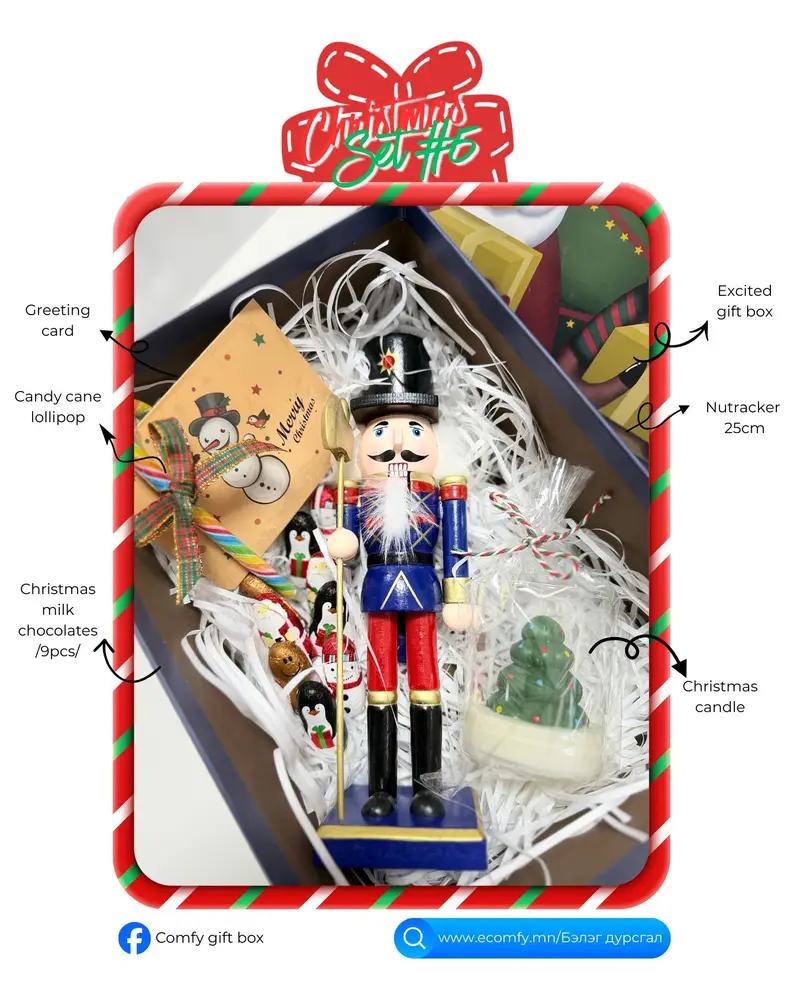 Christmas
Set #5
Greeting
card
Excited
gift box
Candy cane
lollipop
Nutracker
25cm
Merry
Christmas
Christmas
milk
chocolates
/9pcs/
Christmas
candle
Comfy gift box
www.ecomfy.mn/Бэлэг дурсгал